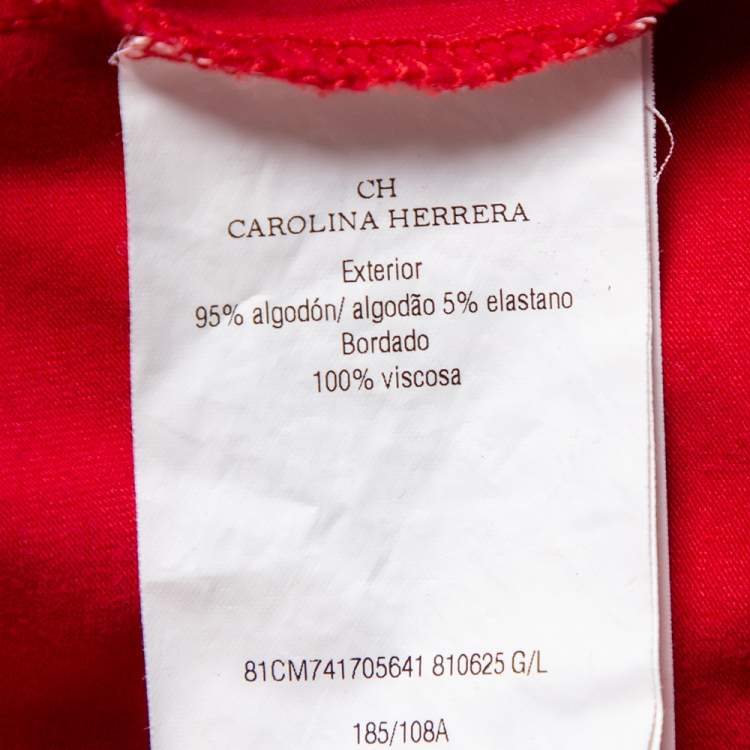 CH
CAROLINA HERRERA
Exterior
95% algodón/ algodão 5% elastano
Bordado
100% viscosa
81CM741705641 810625 G/L
185/108A